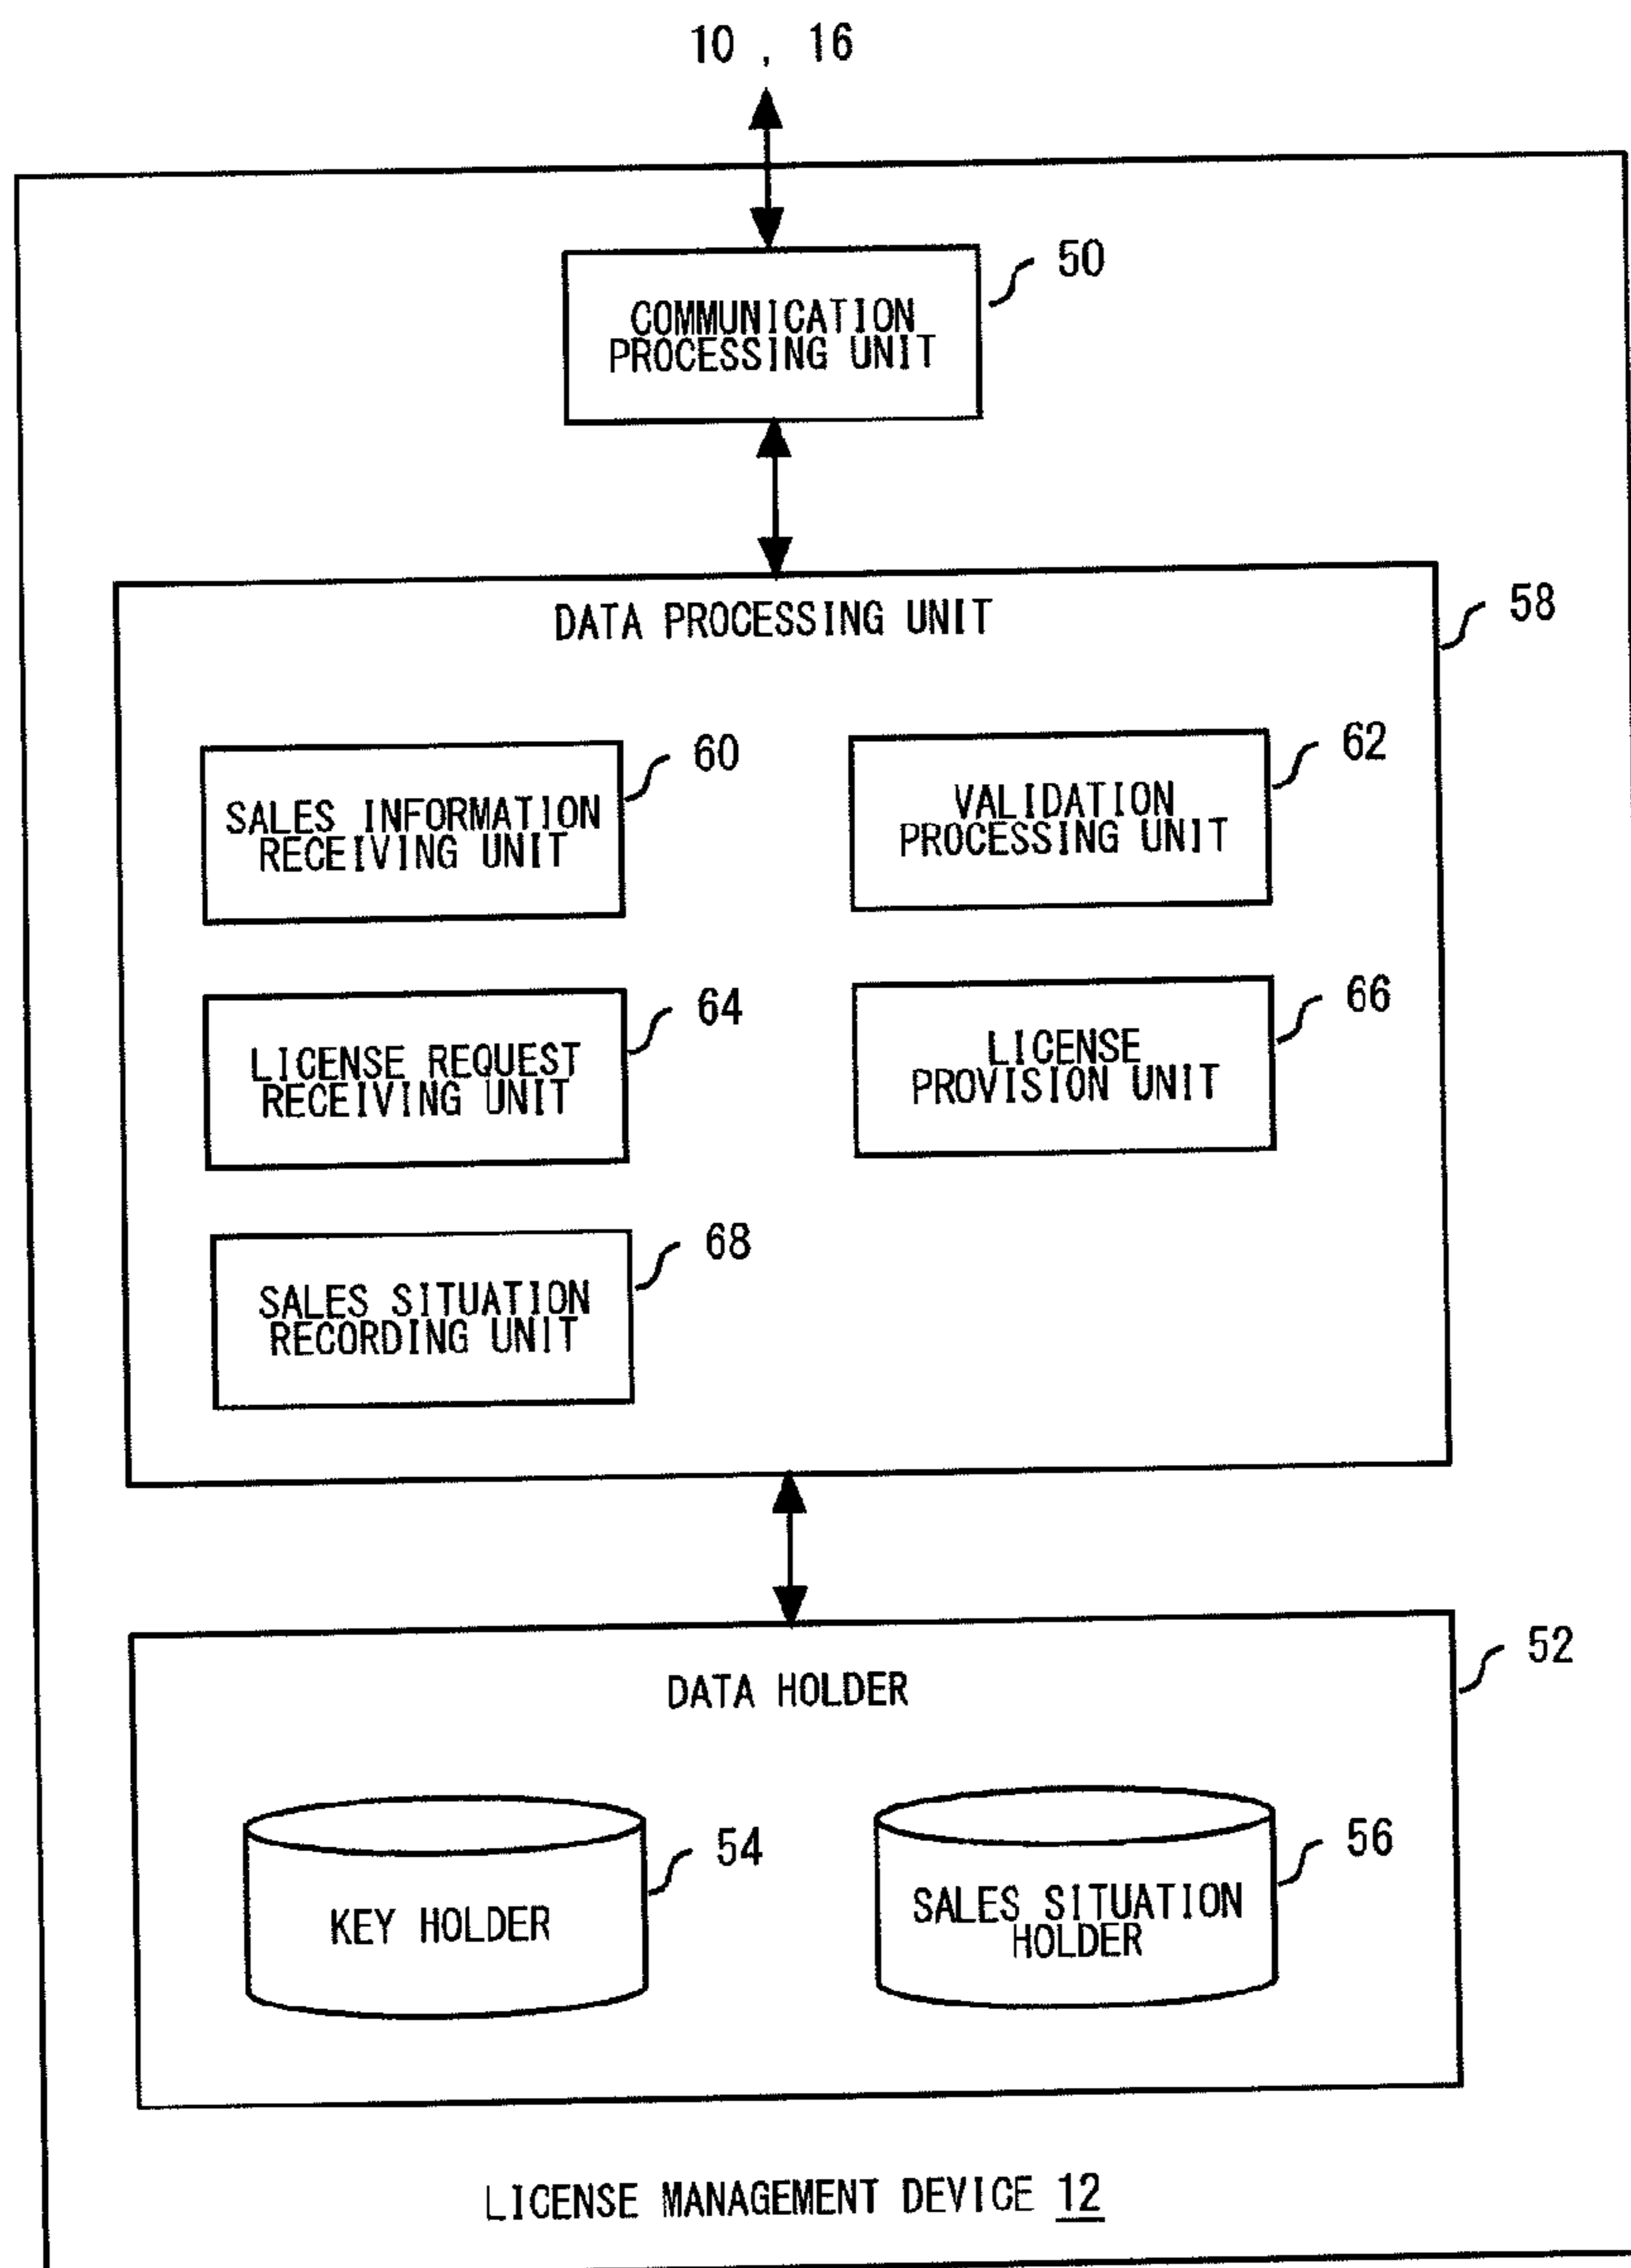 10 , 16
50
COMMUNICATION
PROCESSING UNIT
58
DATA PROCESSING UNIT
60
SALES INFORMATION
RECEIVING UNIT
62
VALIDATION
PROCESSING UNIT
64
LICENSE REQUEST
RECEIVING UNIT
66
LICENSE
PROVISION UNIT
68
SALES SITUATION
RECORDING UNIT
52
DATA HOLDER
54
KEY HOLDER
56
SALES SITUATION
HOLDER
LICENSE MANAGEMENT DEVICE 12